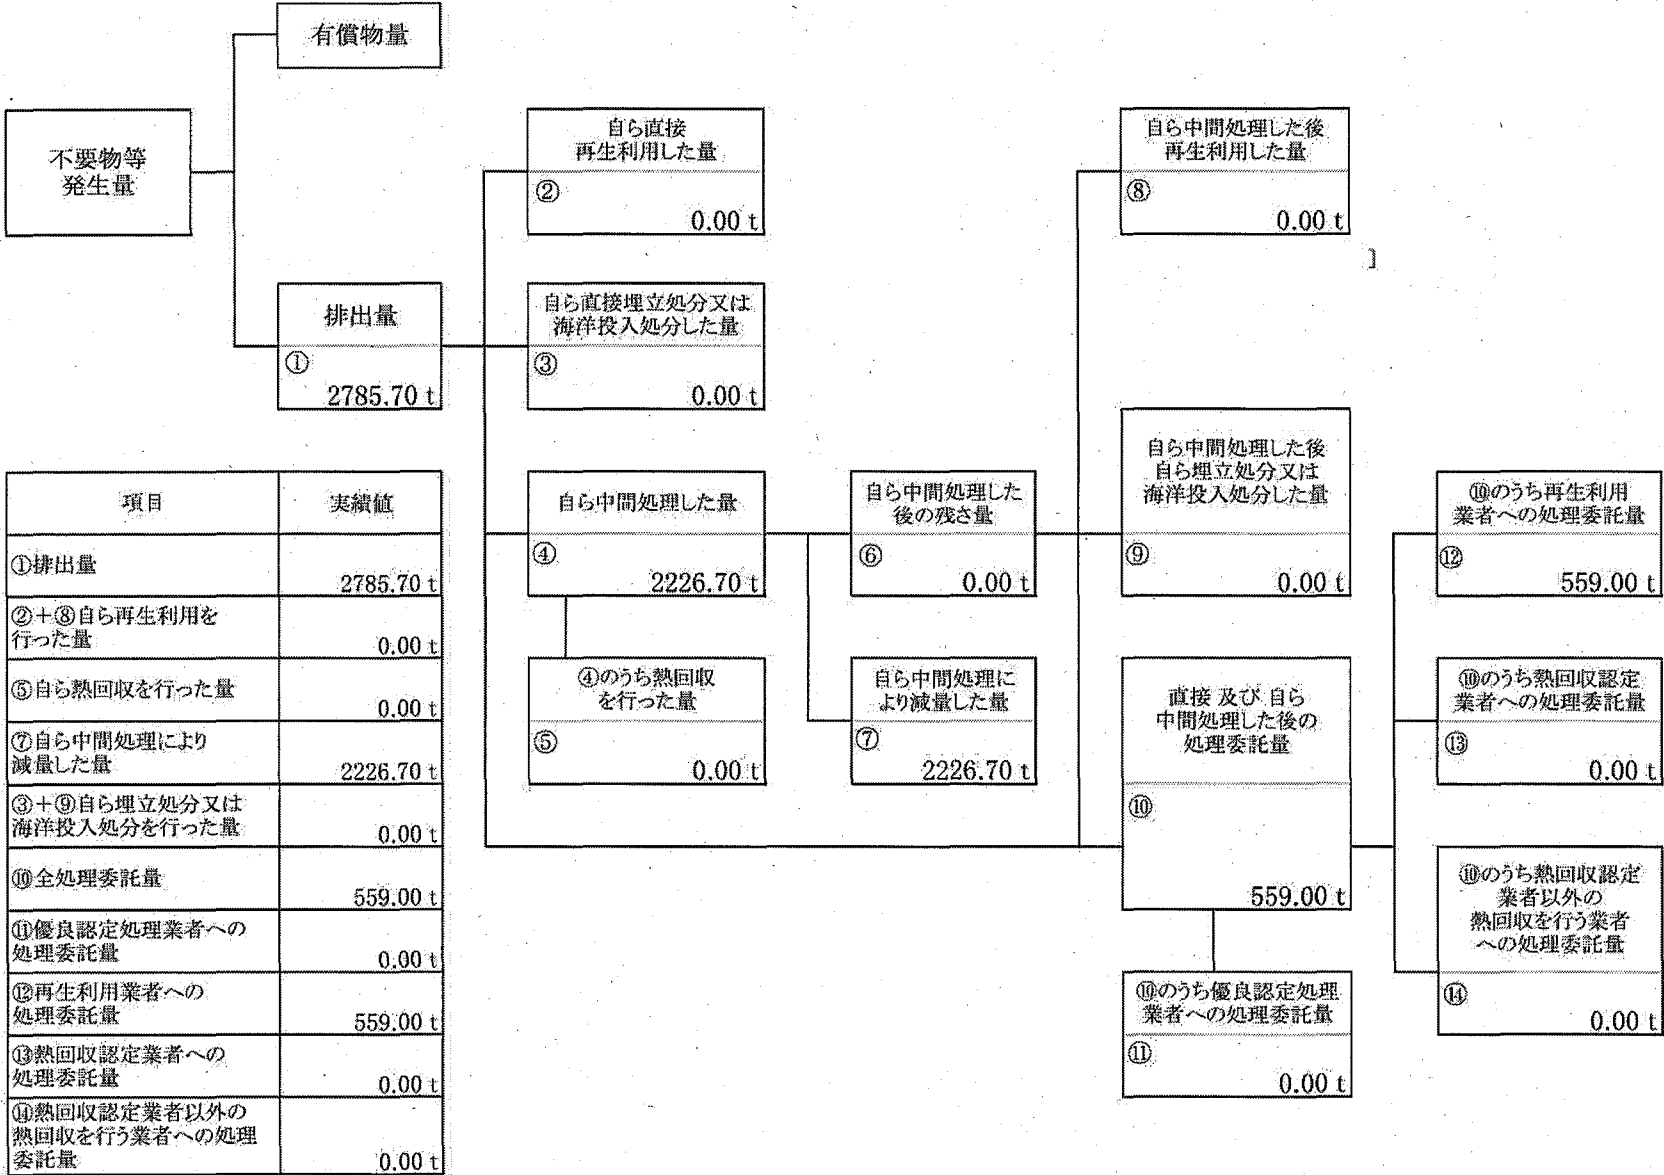 有償物量
不要物等
発生量
排出量
①
2785.70 t
自ら直接
再生利用した量
②
0.00 t
自ら直接埋立処分又は
海洋投入処分した量
③
0.00 t
自ら中間処理した量
④
2226.70 t
④のうち熱回収
を行った量
⑤
0.00 t
自ら中間処理した
後の残さ量
⑥
0.00 t
自ら中間処理に
より減量した量
⑦
2226.70 t
自ら中間処理した後
再生利用した量
⑧
0.00 t
自ら中間処理した後
自ら埋立処分又は
海洋投入処分した量
⑨
0.00 t
直接 及び 自ら
中間処理した後の
処理委託量
⑩
559.00 t
⑩のうち優良認定処理
業者への処理委託量
⑪
0.00 t
⑩のうち再生利用
業者への処理委託量
⑫
559.00 t
⑩のうち熱回収認定
業者への処理委託量
⑬
0.00 t
⑩のうち熱回収認定
業者以外の
熱回収を行う業者
への処理委託量
⑭
0.00 t
項目 実績値
①排出量
2785.70 t
②+⑧自ら再生利用を
行った量
0.00 t
⑤自ら熱回収を行った量
0.00 t
⑦自ら中間処理により
減量した量
2226.70 t
③+⑨自ら埋立処分又は
海洋投入処分を行った量
0.00 t
⑩全処理委託量
559.00 t
⑪優良認定処理業者への
処理委託量
0.00 t
⑫再生利用業者への
処理委託量
559.00 t
⑬熱回収認定業者への
処理委託量
0.00 t
⑭熱回収認定業者以外の
熱回収を行う業者への処理
委託量
0.00 t